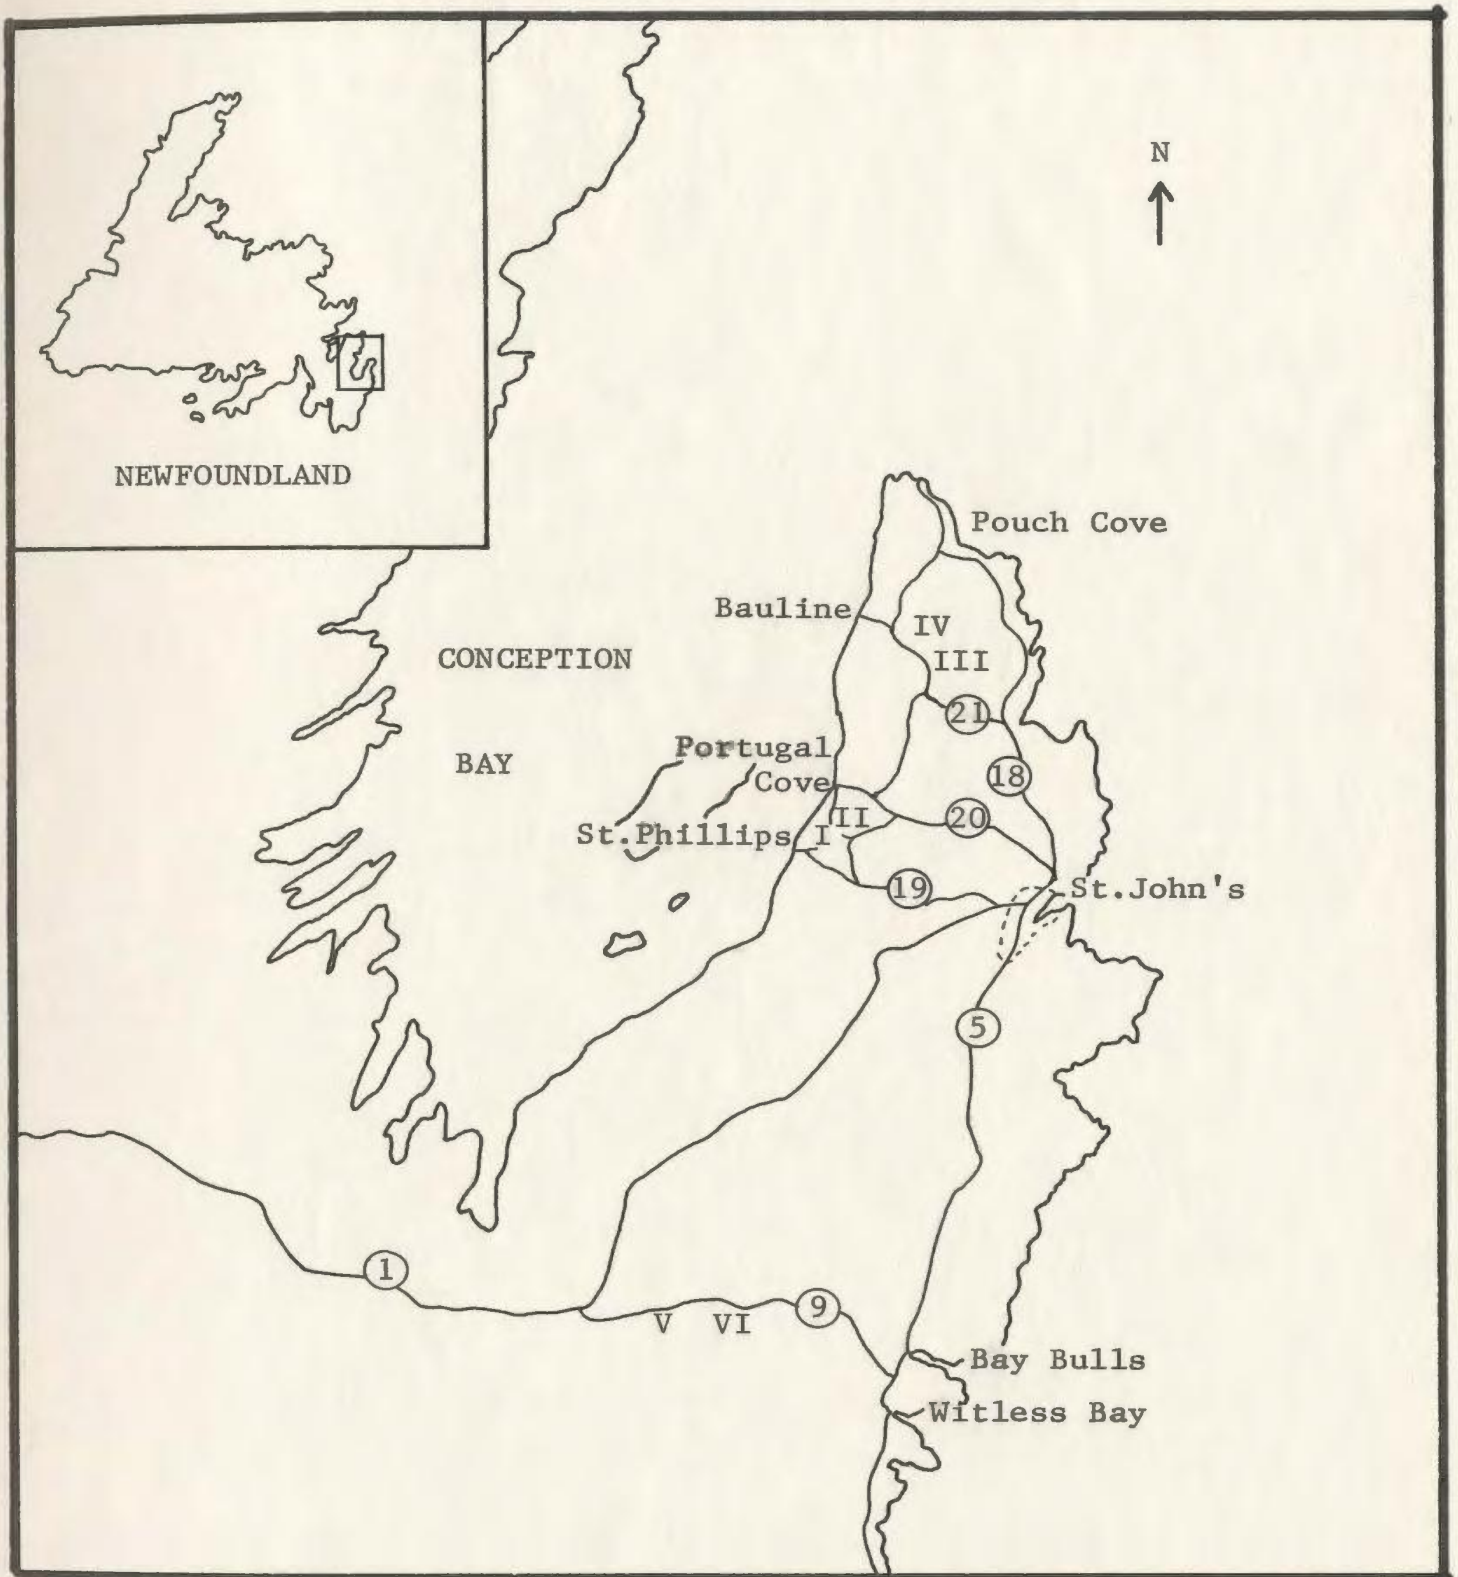 N
NEWFOUNDLAND
Pouch Cove
Bauline
IV
CONCEPTION
III
21
Portugal
BAY
18
Cove
II
20
St.Phillips
I
19
St.John's
5
1
9
V VI
Bay Bulls
Witless Bay